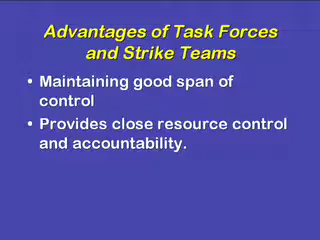 Advantages of Task Forces
and Strike Teams
• Maintaining good span of
control
• Provides close resource control
and accountability.